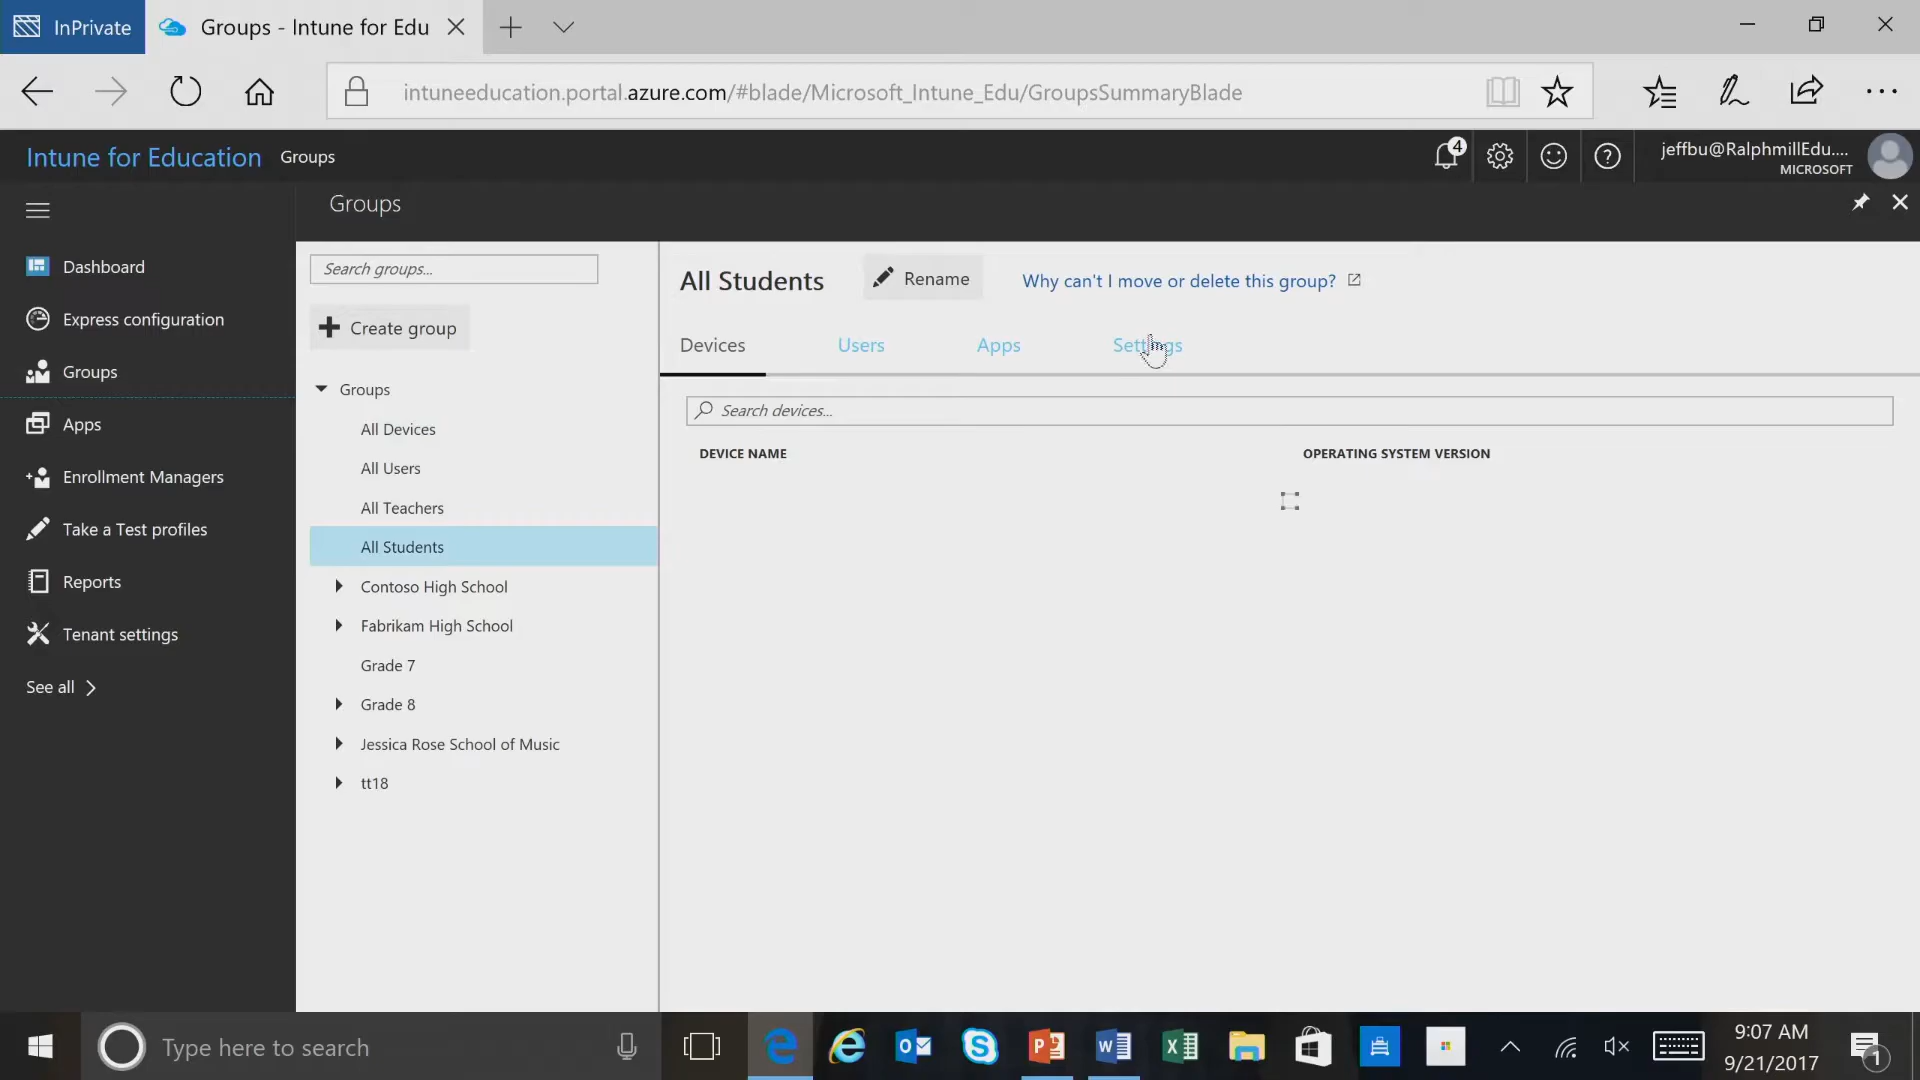 InPrivate
Groups - Intune for Edu
intuneeducation.portal.azure.com/#blade/Microsoft_Intune_Edu/GroupsSummaryBlade
Intune for Education
Groups
4
jeffbu@RalphmillEdu....
MICROSOFT
Groups
Dashboard
Express configuration
Groups
Apps
Enrollment Managers
Take a Test profiles
Reports
Tenant settings
See all
Search groups...
Create group
Groups
All Devices
All Users
All Teachers
All Students
Contoso High School
Fabrikam High School
Grade 7
Grade 8
Jessica Rose School of Music
tt18
All Students
Rename
Why can't I move or delete this group?
Devices
Users
Apps
Settings
Search devices...
DEVICE NAME
OPERATING SYSTEM VERSION
Type here to search
9:07 AM
9/21/2017
1